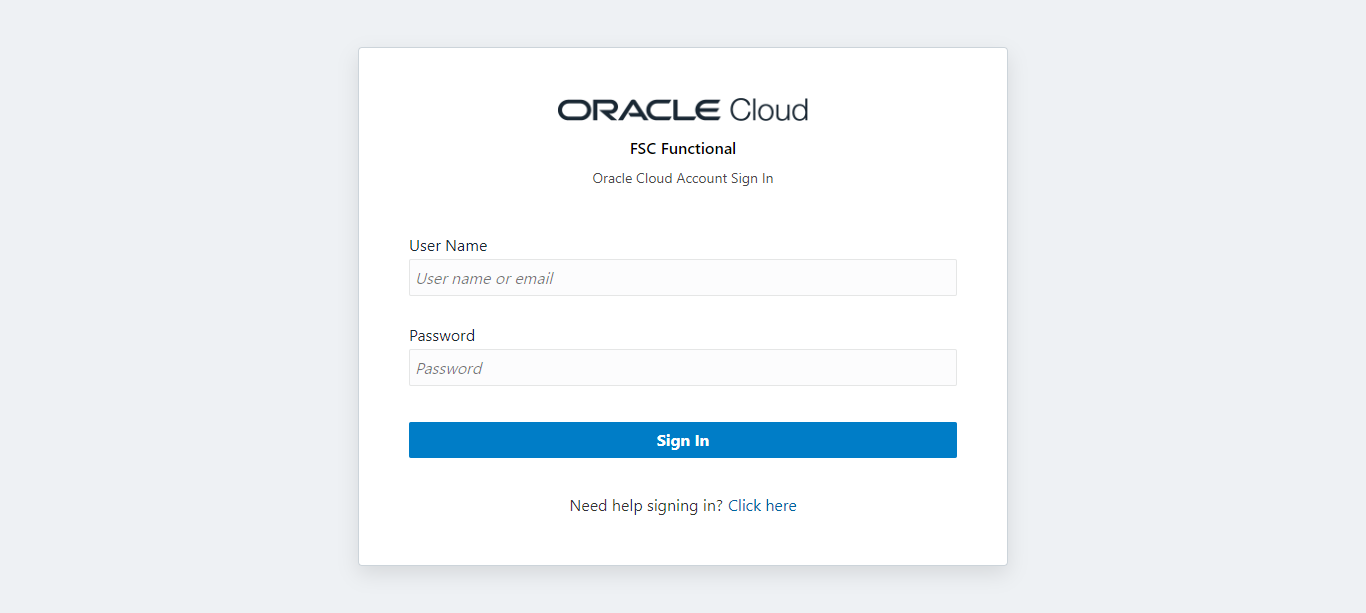 ORACLE Cloud
FSC Functional
Oracle Cloud Account Sign In
User Name
User name or email
Password
Password
Sign In
Need help signing in? Click here